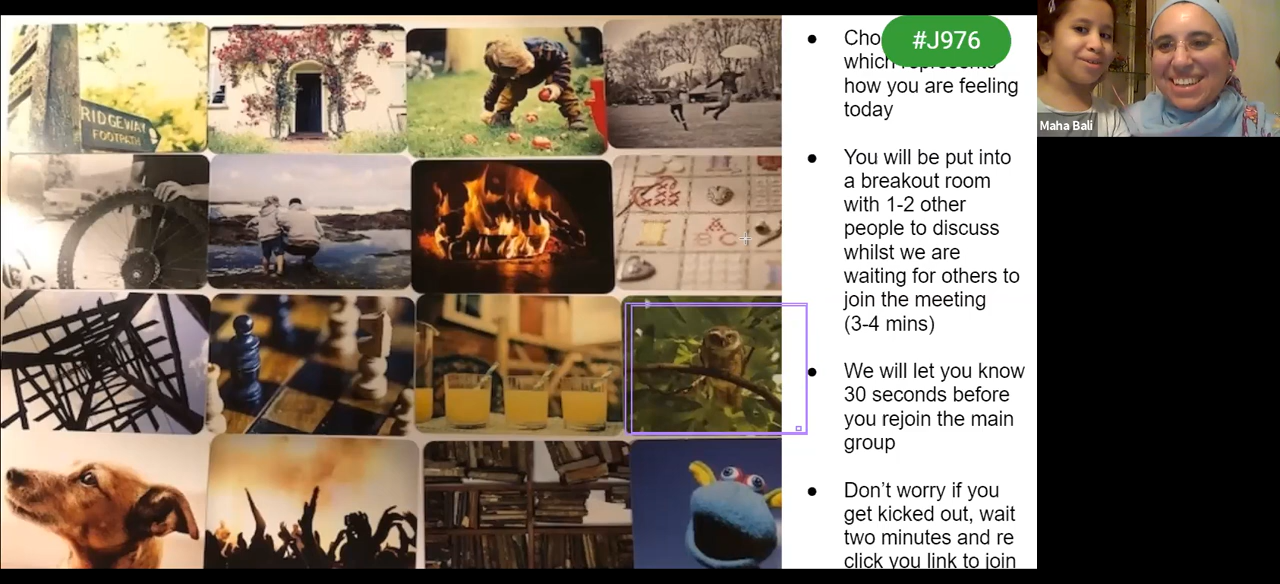 RIDGEWAY
FOOTPATH
ABC
• Cho
#J976
which represents
how you are feeling
today
• You will be put into
a breakout room
with 1-2 other
people to discuss
whilst we are
waiting for others to
join the meeting
(3-4 mins)
• We will let you know
30 seconds before
you rejoin the main
group
• Don’t worry if you
get kicked out, wait
two minutes and re
click you link to join
Maha Bali